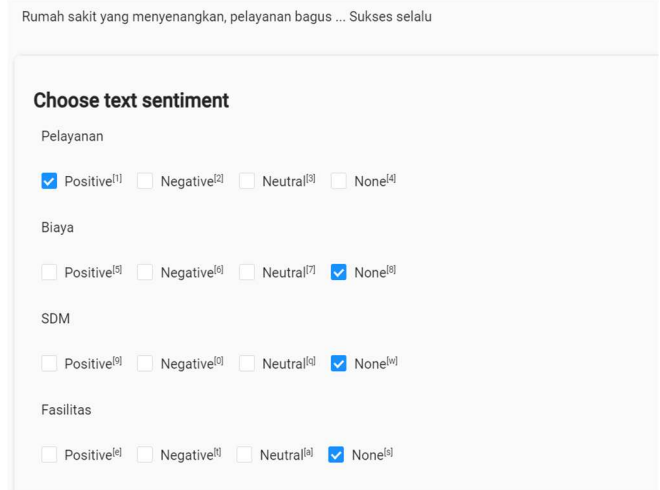 Rumah sakit yang menyenangkan, pelayanan bagus ... Sukses selalu
Choose text sentiment
Pelayanan
Positive[1] Negative[2] Neutral[3] None[4]
Biaya
Positive[5] Negative[6] Neutral[7] None[8]
SDM
Positive[9] Negative[0] Neutral[q] None[w]
Fasilitas
Positive[e] Negative[t] Neutral[a] None[s]